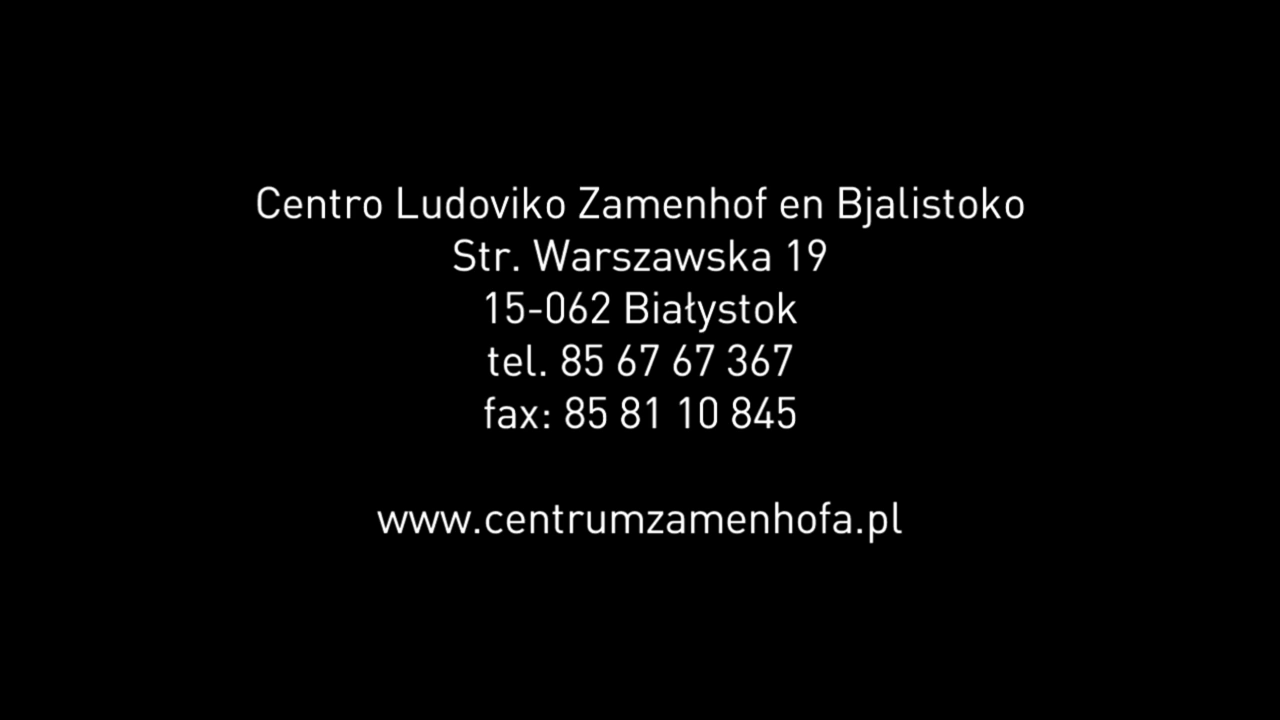 Centro Ludoviko Zamenhof en Bjalistoko
Str. Warszawska 19
15-062 Białystok
tel. 85 67 67 367
fax: 85 81 10 845
www.centrumzamenhofa.pl